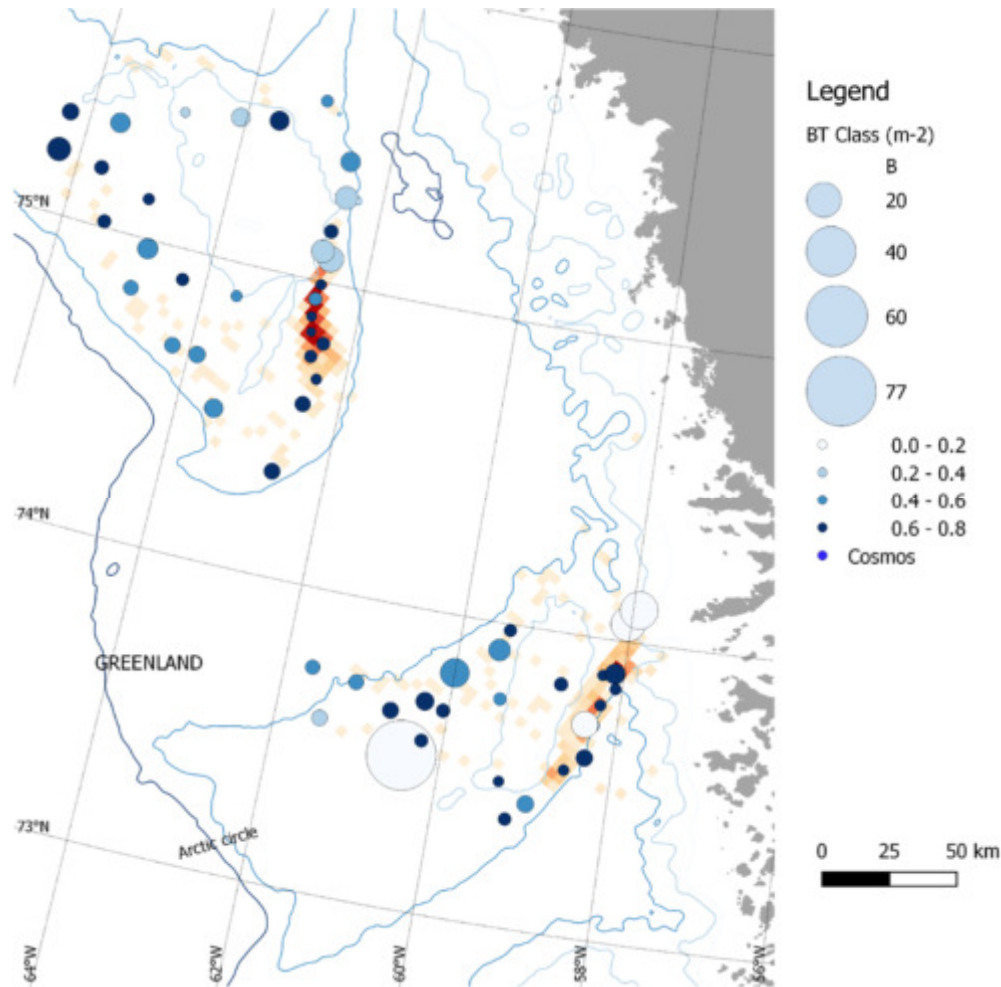 Legend
BT Class (m-2)
B
20
40
60
77
0.0 - 0.2
0.2 - 0.4
0.4 - 0.6
0.6 - 0.8
Cosmos
75°N
74°N
GREENLAND
73°N
Arctic circle
0 25 50 km
64°W
62°W
60°W
58°W
56°W